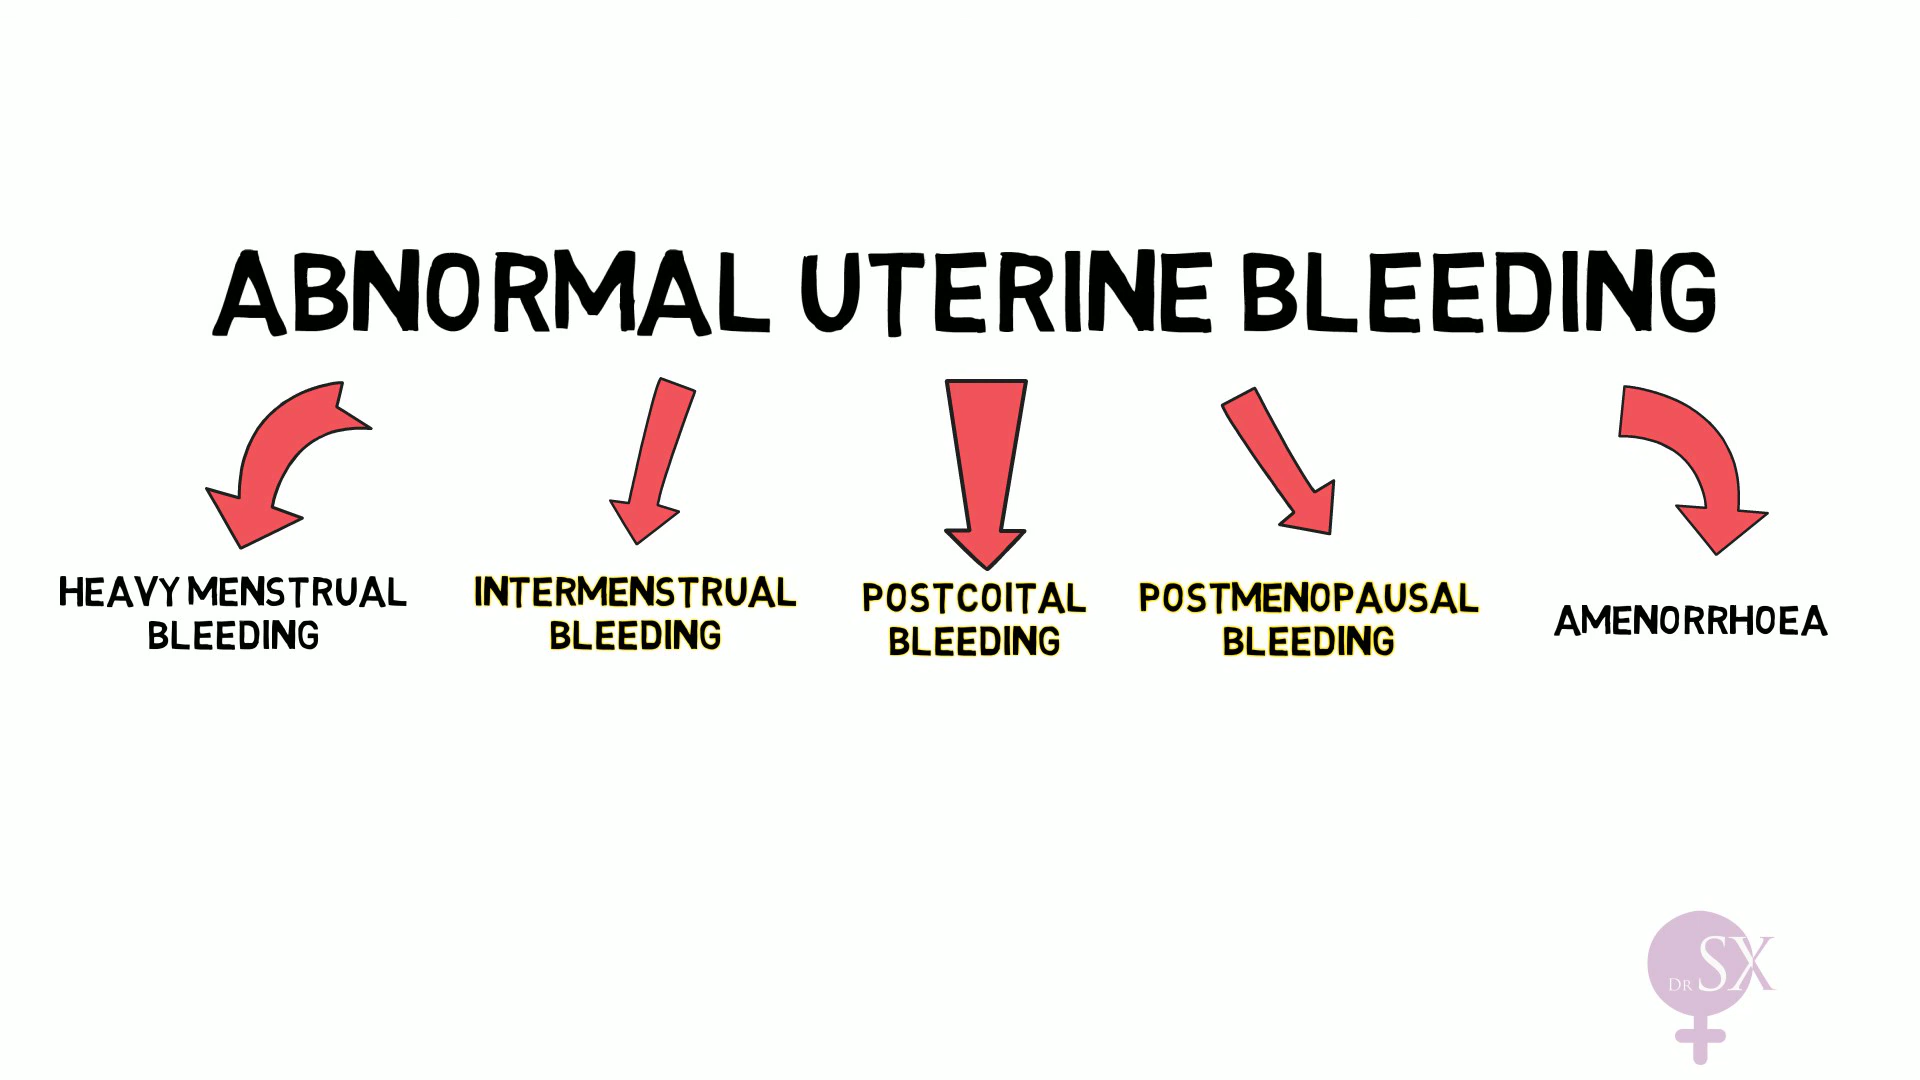 ABNORMAL UTERINE BLEEDING
HEAVY MENSTRUAL
BLEEDING
INTERMENSTRUAL
BLEEDING
POSTCOITAL
BLEEDING
POSTMENOPAUSAL
BLEEDING
AMENORRHOEA
DR SX